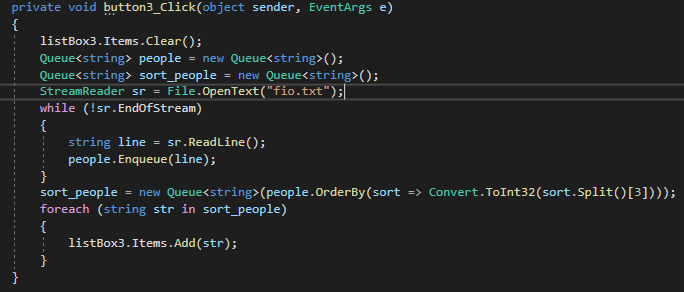 private void button3_Click(object sender, EventArgs e)
{
listBox3.Items.Clear();
Queue<string> people = new Queue<string>();
Queue<string> sort_people = new Queue<string>();
StreamReader sr = File.OpenText("fio.txt");
while (!sr.EndOfStream)
{
string line = sr.ReadLine();
people.Enqueue(line);
}
sort_people = new Queue<string>(people.OrderBy(sort => Convert.ToInt32(sort.Split()[3])));
foreach (string str in sort_people)
{
listBox3.Items.Add(str);
}
}